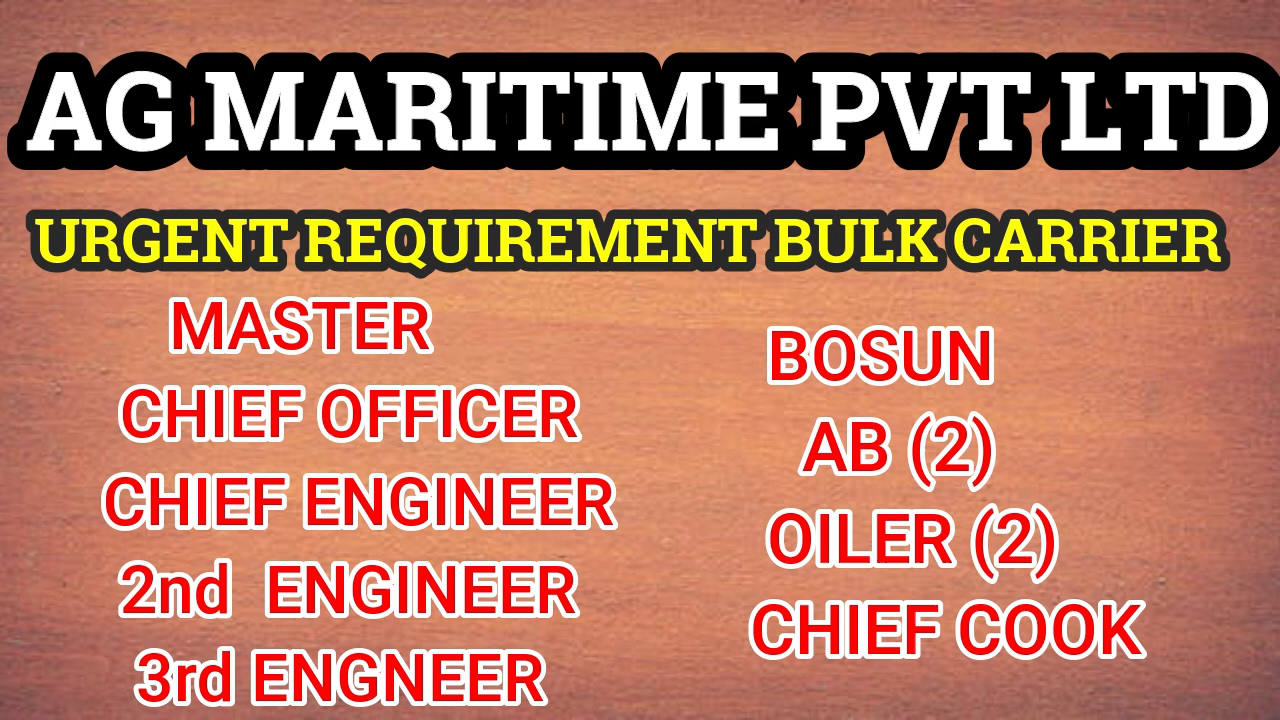 AG MARITIME PVT LTD
URGENT REQUIREMENT BULK CARRIER
MASTER
CHIEF OFFICER
CHIEF ENGINEER
2nd ENGINEER
3rd ENGNEER
BOSUN
AB (2)
OILER (2)
CHIEF COOK